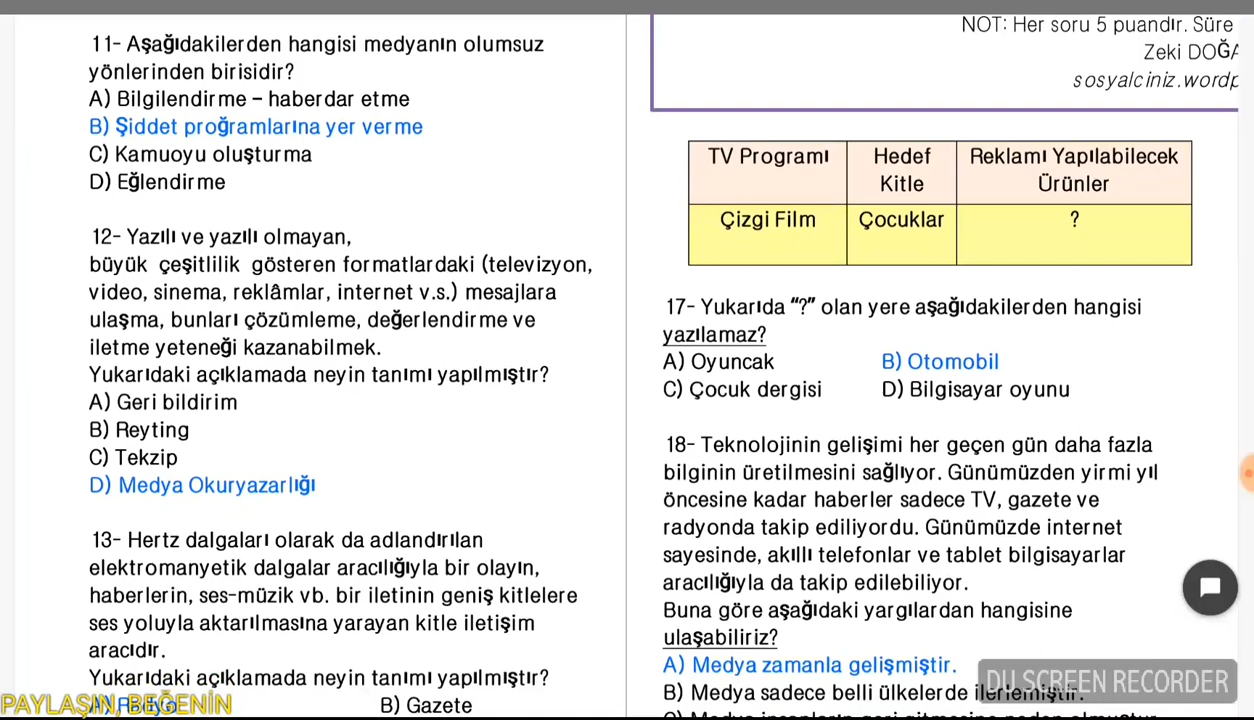 11- Aşağıdakilerden hangisi medyanın olumsuz
yönlerinden birisidir?
A) Bilgilendirme – haberdar etme
B) Şiddet proğramlarına yer verme
C) Kamuoyu oluşturma
D) Eğlendirme
12- Yazılı ve yazılı olmayan,
büyük çeşitlilik gösteren formatlardaki (televizyon,
video, sinema, reklâmlar, internet v.s.) mesajlara
ulaşma, bunları çözümleme, değerlendirme ve
iletme yeteneği kazanabilmek.
Yukarıdaki açıklamada neyin tanımı yapılmıştır?
A) Geri bildirim
B) Reyting
C) Tekzip
D) Medya Okuryazarlığı
13- Hertz dalgaları olarak da adlandırılan
elektromanyetik dalgalar aracılığıyla bir olayın,
haberlerin, ses-müzik vb. bir iletinin geniş kitlelere
ses yoluyla aktarılmasına yarayan kitle iletişim
aracıdır.
Yukarıdaki açıklamada neyin tanımı yapılmıştır?
A) Radyo B) Gazete
PAYLAŞIN, BEĞENİN
NOT: Her soru 5 puandır. Süre
Zeki DOĞA
sosyalciniz.wordp
TV Programı Hedef Kitle Reklamı Yapılabilecek Ürünler
Çizgi Film Çocuklar ?
17- Yukarıda “?” olan yere aşağıdakilerden hangisi
yazılamaz?
A) Oyuncak B) Otomobil
C) Çocuk dergisi D) Bilgisayar oyunu
18- Teknolojinin gelişimi her geçen gün daha fazla
bilginin üretilmesini sağlıyor. Günümüzden yirmi yıl
öncesine kadar haberler sadece TV, gazete ve
radyonda takip ediliyordu. Günümüzde internet
sayesinde, akıllı telefonlar ve tablet bilgisayarlar
aracılığıyla da takip edilebiliyor.
Buna göre aşağıdaki yargılardan hangisine
ulaşabiliriz?
A) Medya zamanla gelişmiştir.
B) Medya sadece belli ülkelerde ilerlemiştir.
DU SCREEN RECORDER